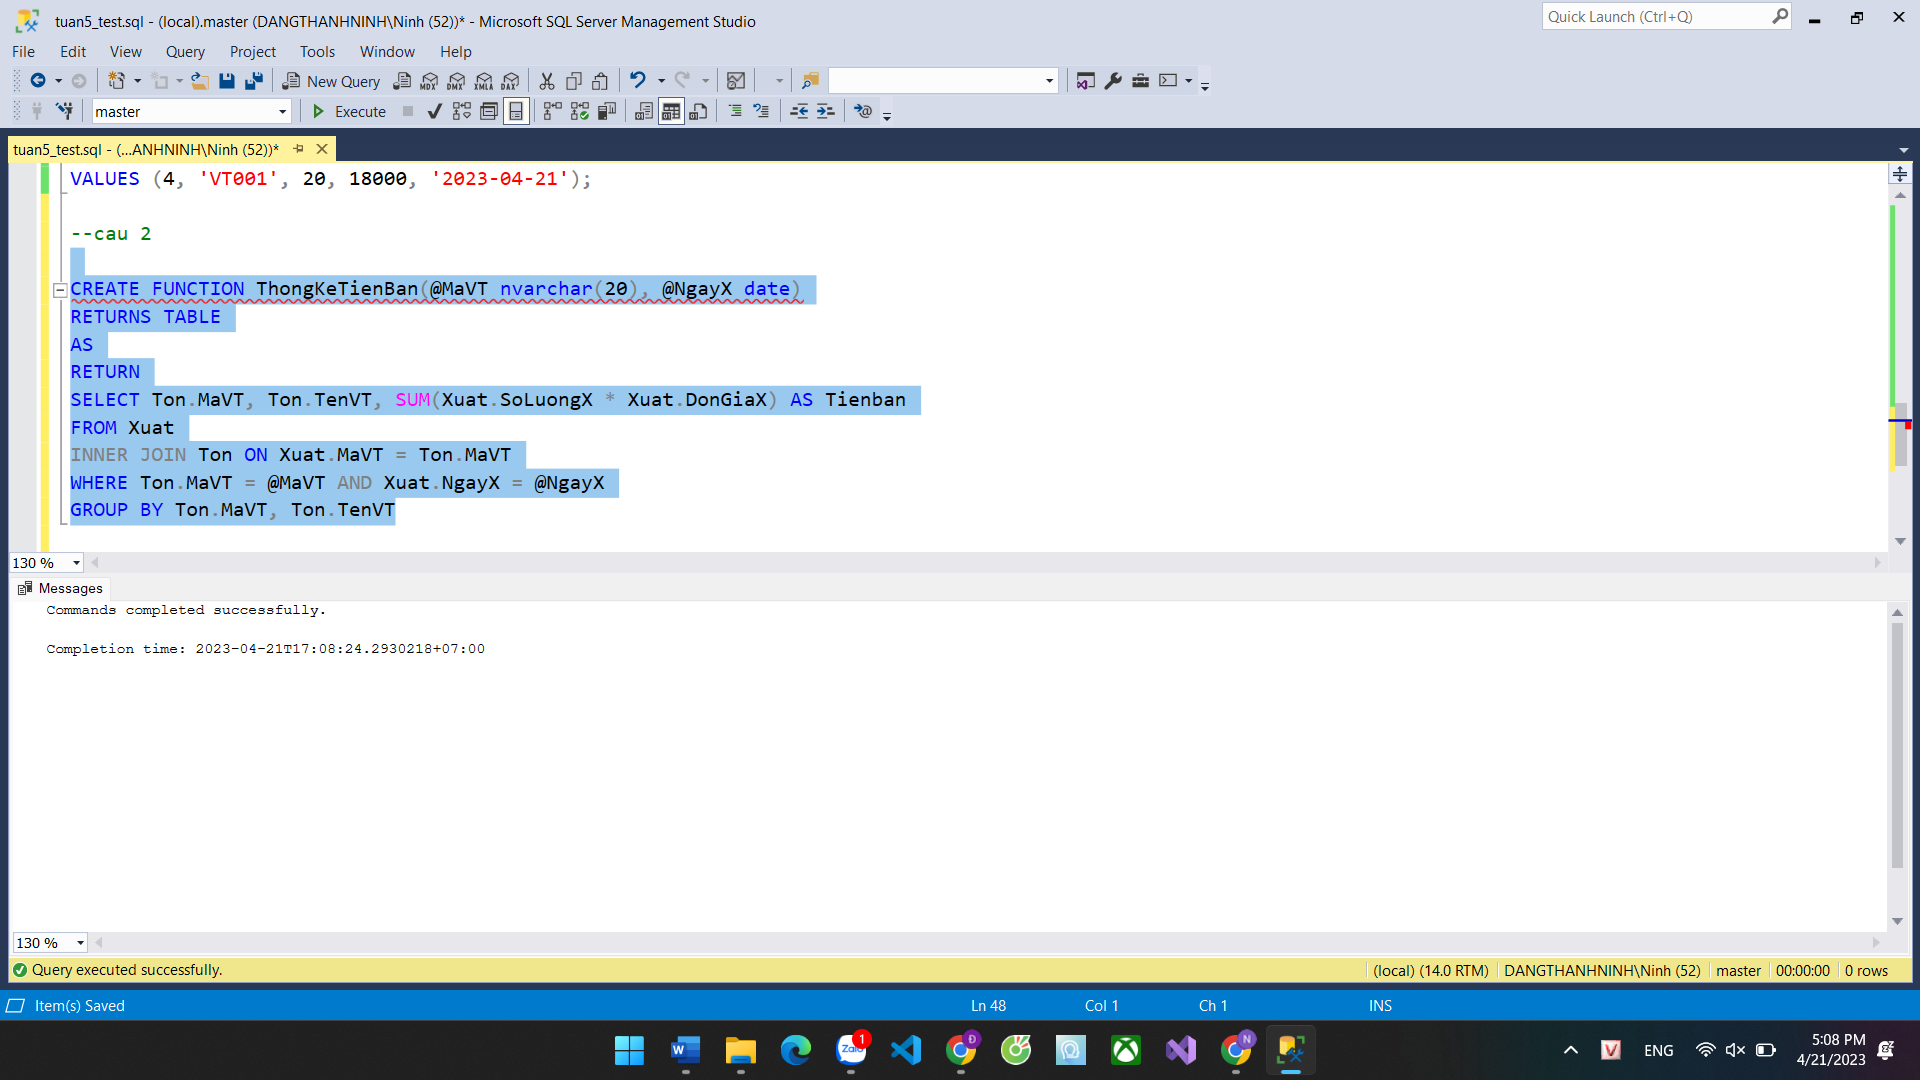 tuan5_test.sql - (local).master (DANGTHANHNINH\Ninh (52))* - Microsoft SQL Server Management Studio
Quick Launch (Ctrl+Q)
File Edit View Query Project Tools Window Help
New Query
MDX DMX XMLA DAX
master
Execute
tuan5_test.sql - (...ANHNINH\Ninh (52))*
VALUES (4, 'VT001', 20, 18000, '2023-04-21');
--cau 2
CREATE FUNCTION ThongKeTienBan(@MaVT nvarchar(20), @NgayX date)
RETURNS TABLE
AS
RETURN
SELECT Ton.MaVT, Ton.TenVT, SUM(Xuat.SoLuongX * Xuat.DonGiaX) AS Tienban
FROM Xuat
INNER JOIN Ton ON Xuat.MaVT = Ton.MaVT
WHERE Ton.MaVT = @MaVT AND Xuat.NgayX = @NgayX
GROUP BY Ton.MaVT, Ton.TenVT
130 %
Messages
Commands completed successfully.
Completion time: 2023-04-21T17:08:24.2930218+07:00
130 %
Query executed successfully.
(local) (14.0 RTM) DANGTHANHNINH\Ninh (52) master 00:00:00 0 rows
Item(s) Saved
Ln 48 Col 1 Ch 1 INS
Zalo 1
Đ
N
ENG
5:08 PM
4/21/2023